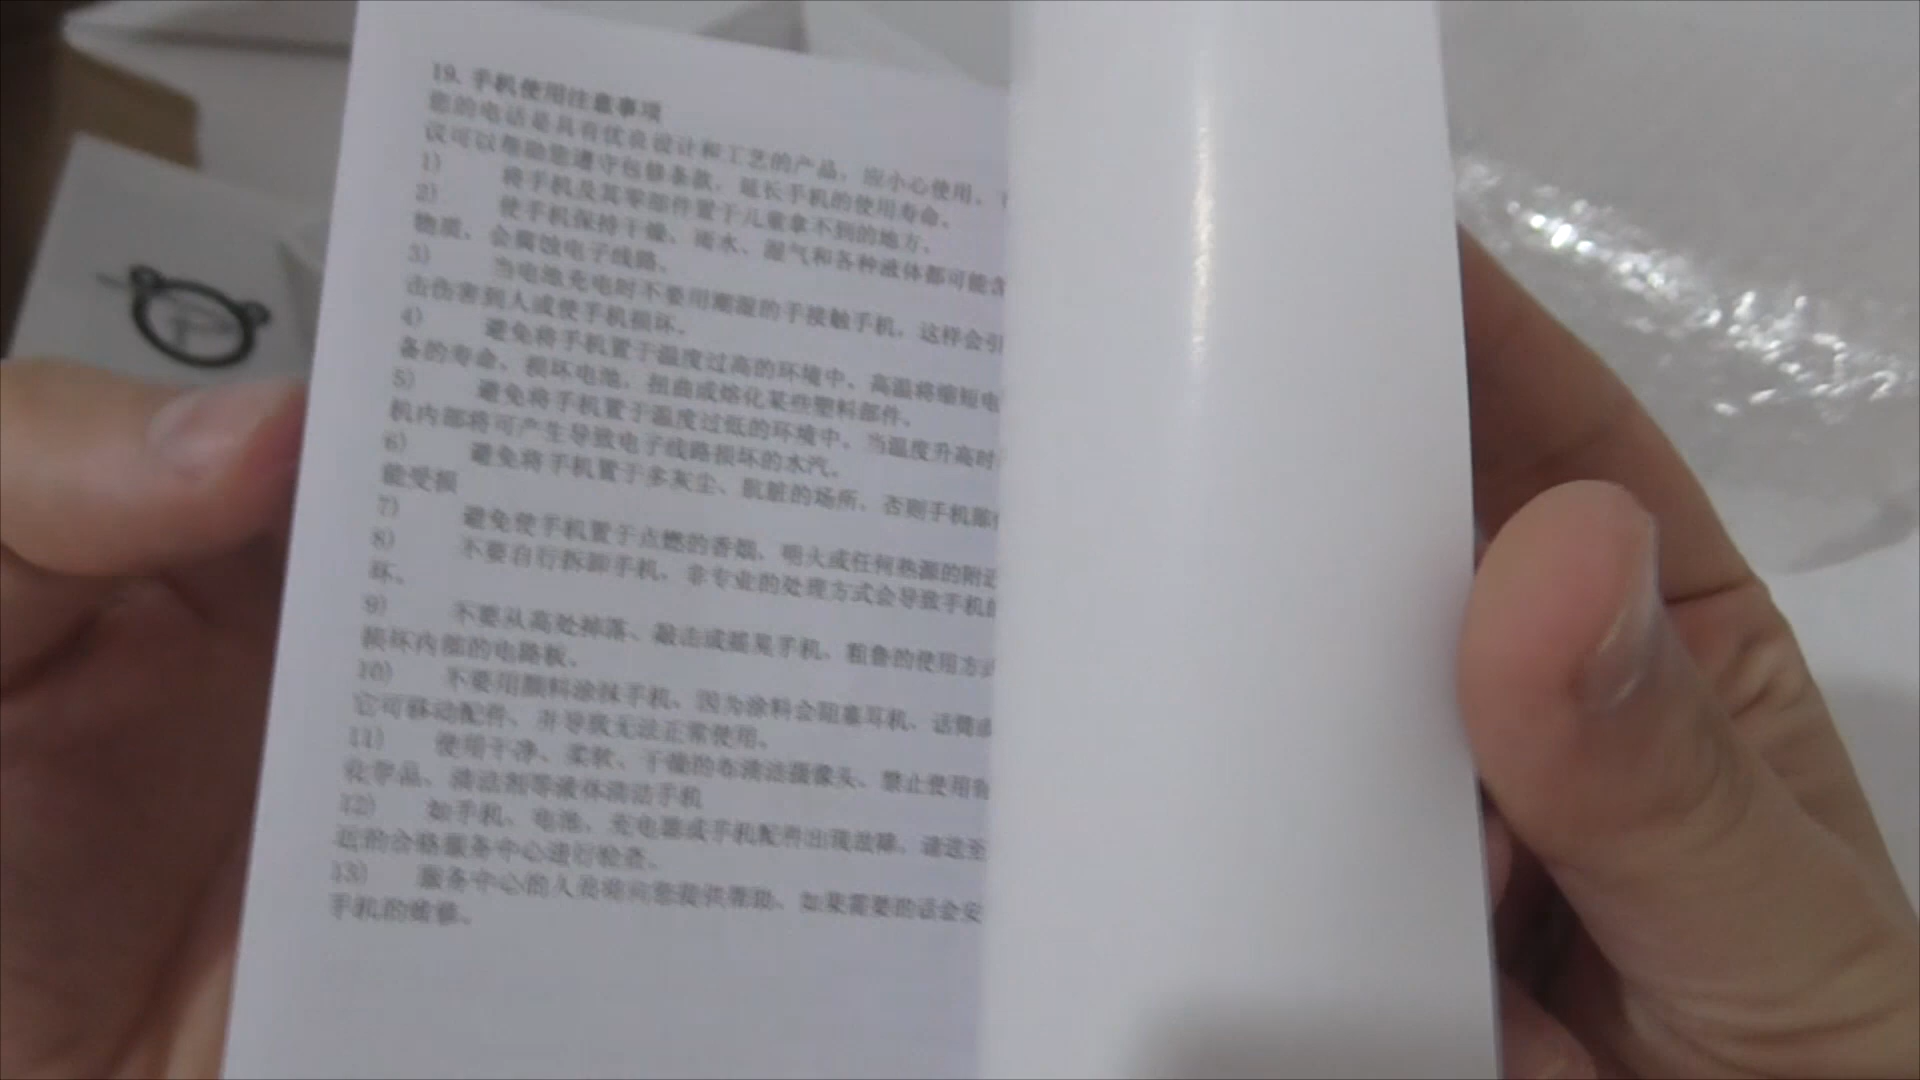 19. 手机使用注意事项
您的电话是具有优良设计和工艺的产品，应小心使用。
议可以帮助您遵守包修条款，延长手机的使用寿命。
1) 将手机及其零部件置于儿童拿不到的地方。
2) 使手机保持干燥。雨水、湿气和各种液体都可能含
物质，会腐蚀电子线路。
3) 当电池充电时不要用潮湿的手接触手机，这样会引
击伤害到人或使手机损坏。
4) 避免将手机置于温度过高的环境中。高温将缩短电
备的寿命、损坏电池、扭曲或熔化某些塑料部件。
5) 避免将手机置于温度过低的环境中。当温度升高时
机内部将可产生导致电子线路损坏的水汽。
6) 避免将手机置于多灰尘、肮脏的场所，否则手机部件
能受损
7) 避免使手机置于点燃的香烟、明火或任何热源的附近
8) 不要自行拆卸手机，非专业的处理方式会导致手机的
坏。
9) 不要从高处掉落、敲击或摇晃手机，粗鲁的使用方式
损坏内部的电路板。
10) 不要用颜料涂抹手机，因为涂料会阻塞耳机、话筒或
它可移动配件，并导致无法正常使用。
11) 使用干净、柔软、干燥的布清洁摄像头、禁止使用有
化学品、清洁剂等液体清洁手机
12) 如手机、电池、充电器或手机配件出现故障，请送至
近的合格服务中心进行检查。
13) 服务中心的人员将向您提供帮助，如果需要的话会安
手机的维修。